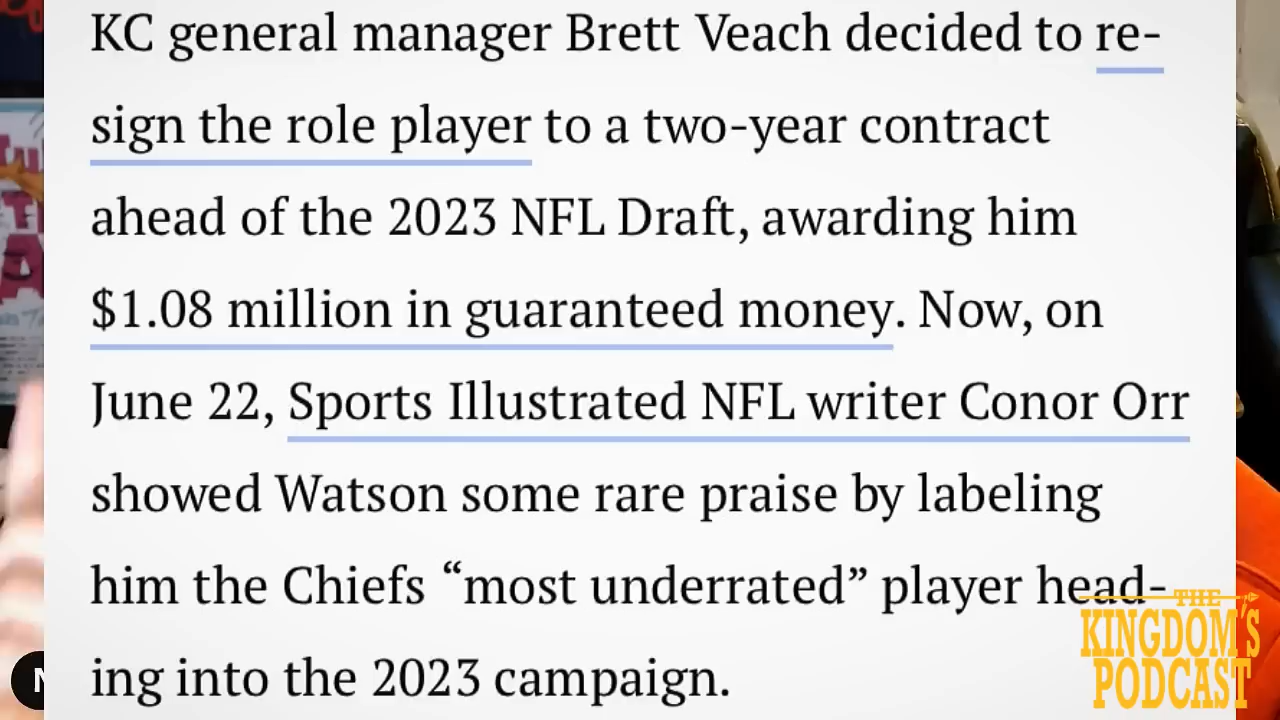 KC general manager Brett Veach decided to re-
sign the role player to a two-year contract
ahead of the 2023 NFL Draft, awarding him
$1.08 million in guaranteed money. Now, on
June 22, Sports Illustrated NFL writer Conor Orr
showed Watson some rare praise by labeling
him the Chiefs “most underrated” player head-
ing into the 2023 campaign.
THE
KINGDOM'S
PODCAST